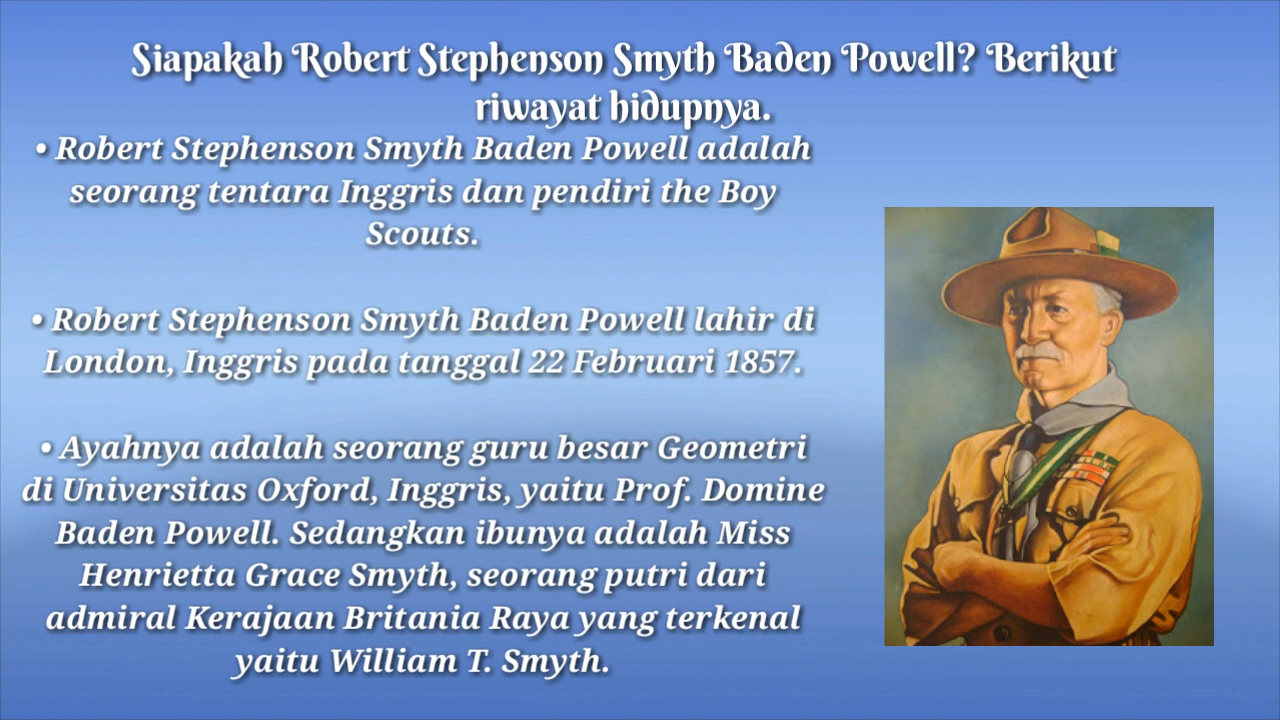 Siapakah Robert Stephenson Smyth Baden Powell? Berikut
riwayat hidupnya.
• Robert Stephenson Smyth Baden Powell adalah
seorang tentara Inggris dan pendiri the Boy
Scouts.
• Robert Stephenson Smyth Baden Powell lahir di
London, Inggris pada tanggal 22 Februari 1857.
• Ayahnya adalah seorang guru besar Geometri
di Universitas Oxford, Inggris, yaitu Prof. Domine
Baden Powell. Sedangkan ibunya adalah Miss
Henrietta Grace Smyth, seorang putri dari
admiral Kerajaan Britania Raya yang terkenal
yaitu William T. Smyth.